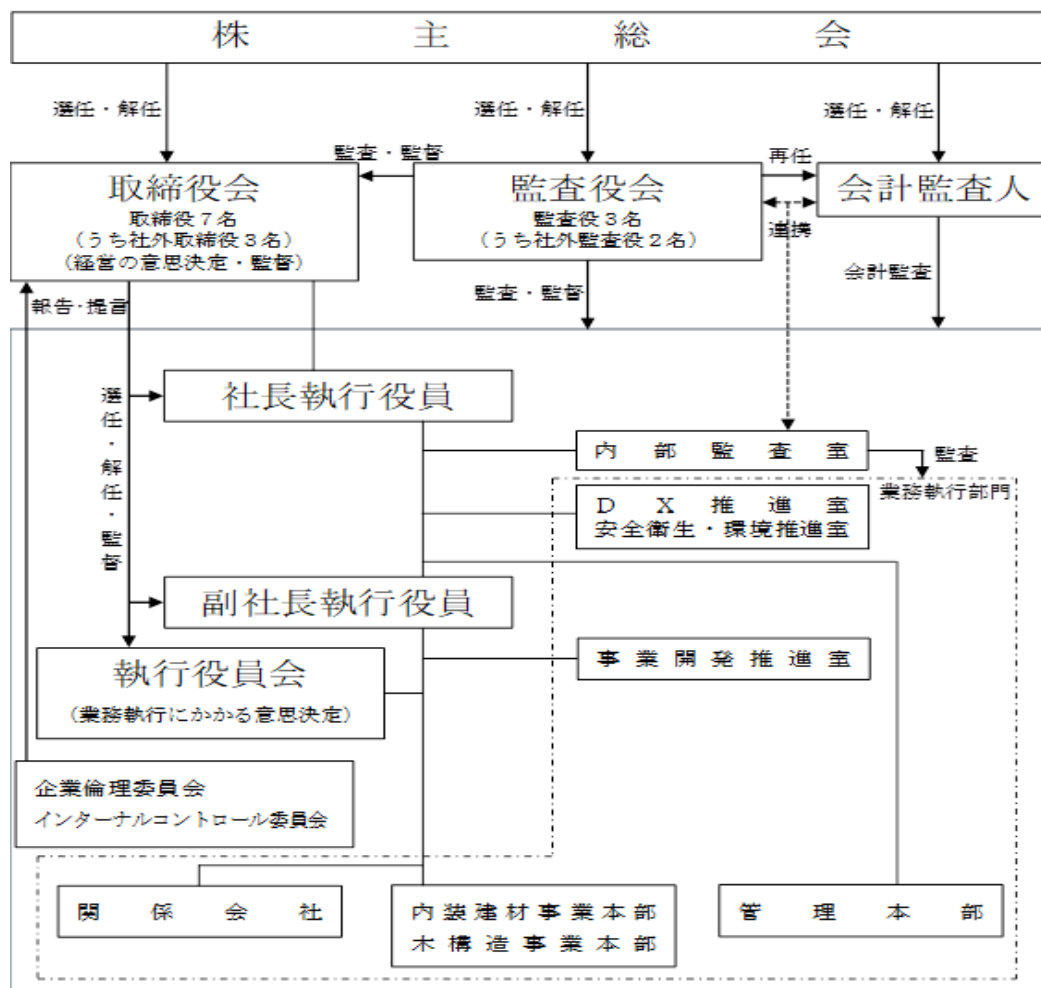 株主総会
選任・解任
選任・解任
選任・解任
監査・監督
再任
取締役会
取締役７名
（うち社外取締役３名）
（経営の意思決定・監督）
監査役会
監査役３名
（うち社外監査役２名）
会計監査人
連携
報告・提言
監査・監督
会計監査
選任・解任・監督
社長執行役員
内部監査室
監査
業務執行部門
ＤＸ推進室
安全衛生・環境推進室
副社長執行役員
事業開発推進室
執行役員会
（業務執行にかかる意思決定）
企業倫理委員会
インターナルコントロール委員会
関係会社
内装建材事業本部
木構造事業本部
管理本部